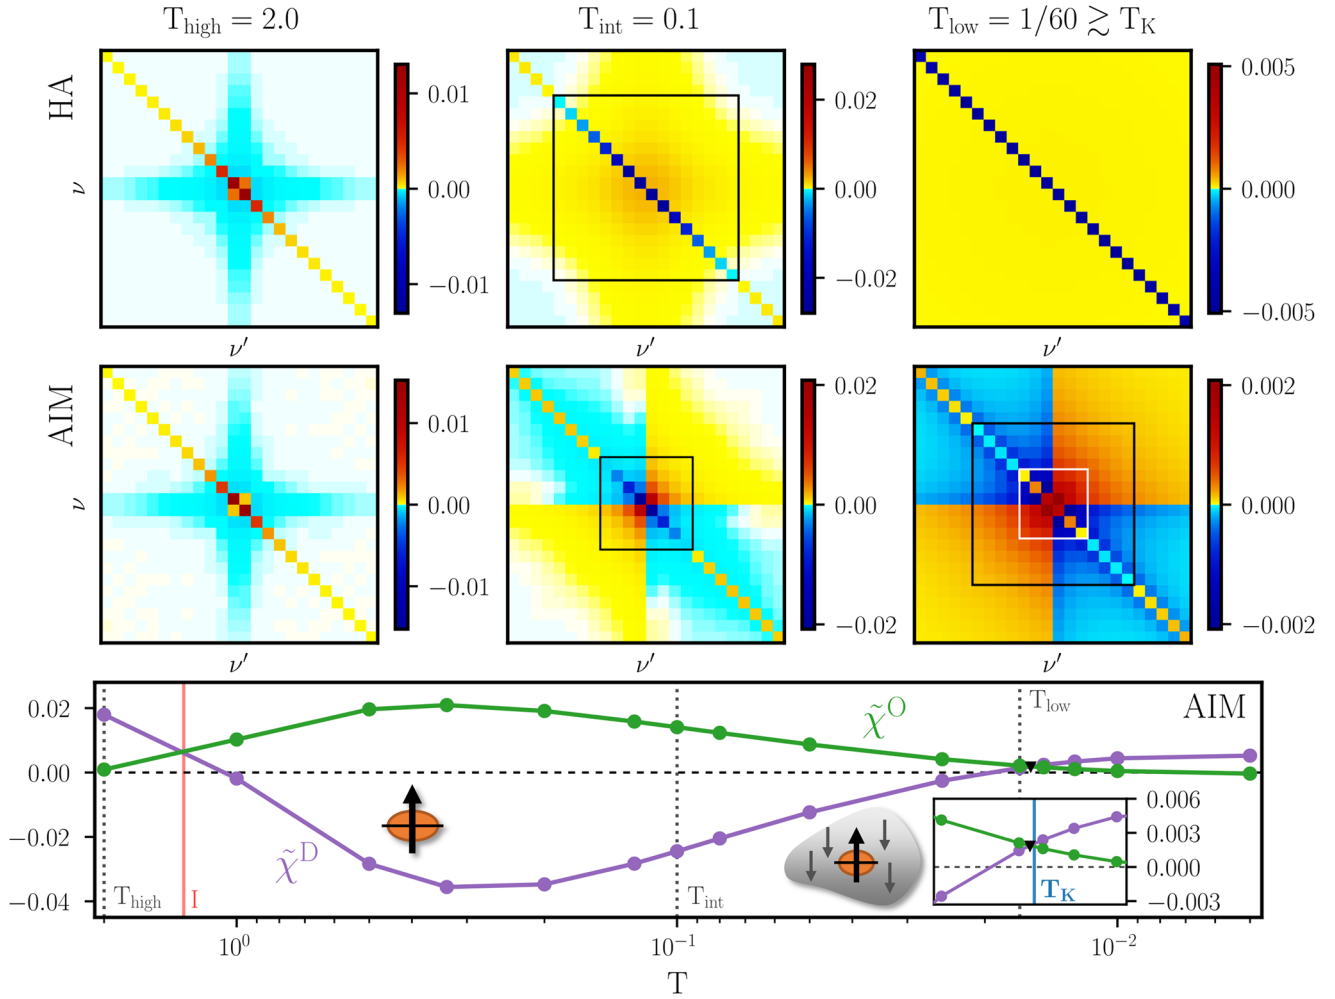 T_high = 2.0
T_int = 0.1
T_low = 1/60 ≳ T_K
HA
ν
0.01
0.00
−0.01
0.02
0.00
−0.02
0.005
0.000
−0.005
ν′
ν′
ν′
AIM
ν
0.01
0.00
−0.01
0.02
0.00
−0.02
0.002
0.000
−0.002
ν′
ν′
ν′
0.02
0.00
−0.02
−0.04
χ̃^O
T_low
AIM
χ̃^D
T_high
I
T_int
0.006
0.003
0.000
−0.003
T_K
10^0
10^−1
10^−2
T